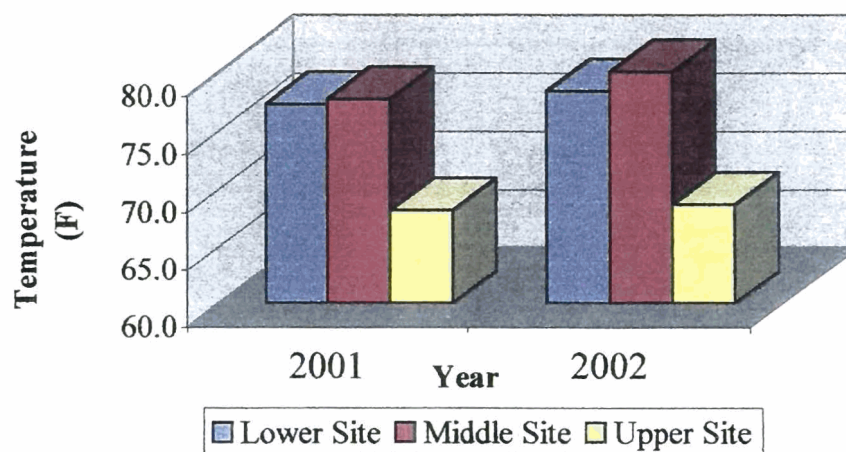 80.0
75.0
70.0
65.0
60.0
Temperature
(F)
2001
2002
Year
Lower Site
Middle Site
Upper Site